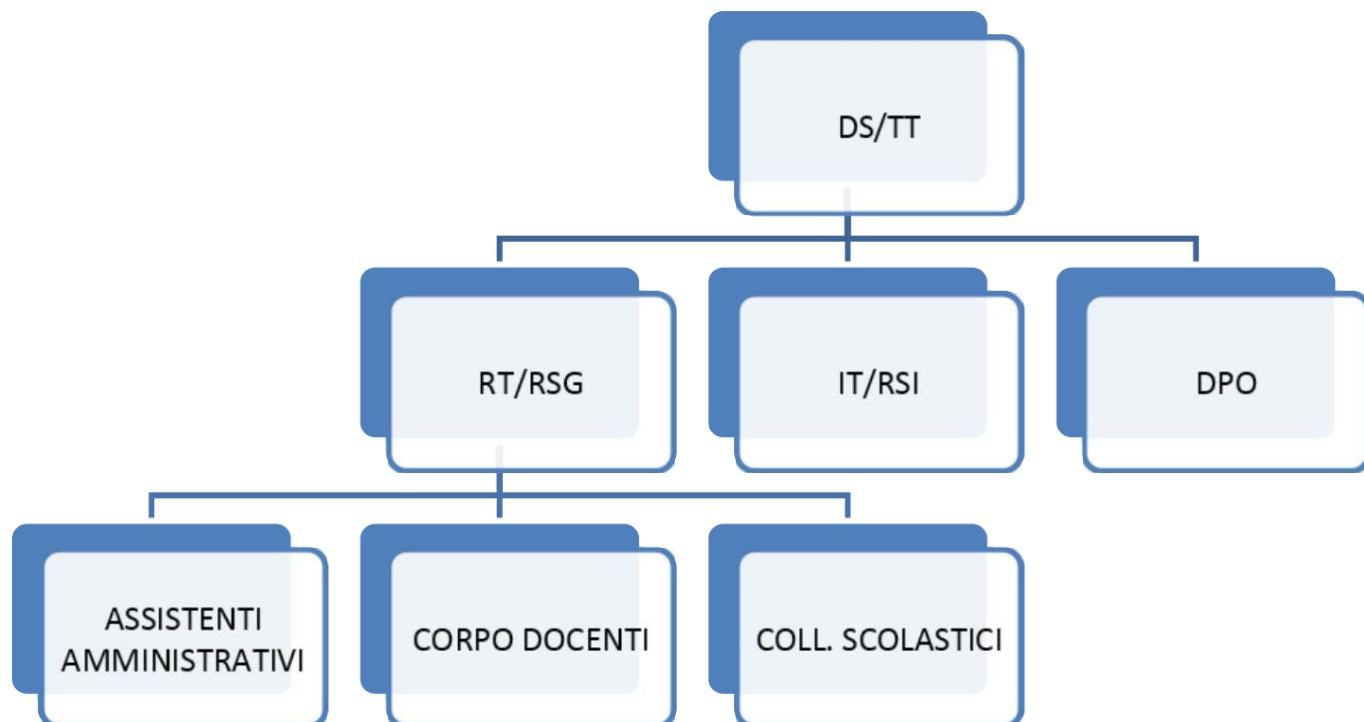 DS/TT
RT/RSG
IT/RSI
DPO
ASSISTENTI
AMMINISTRATIVI
CORPO DOCENTI
COLL. SCOLASTICI